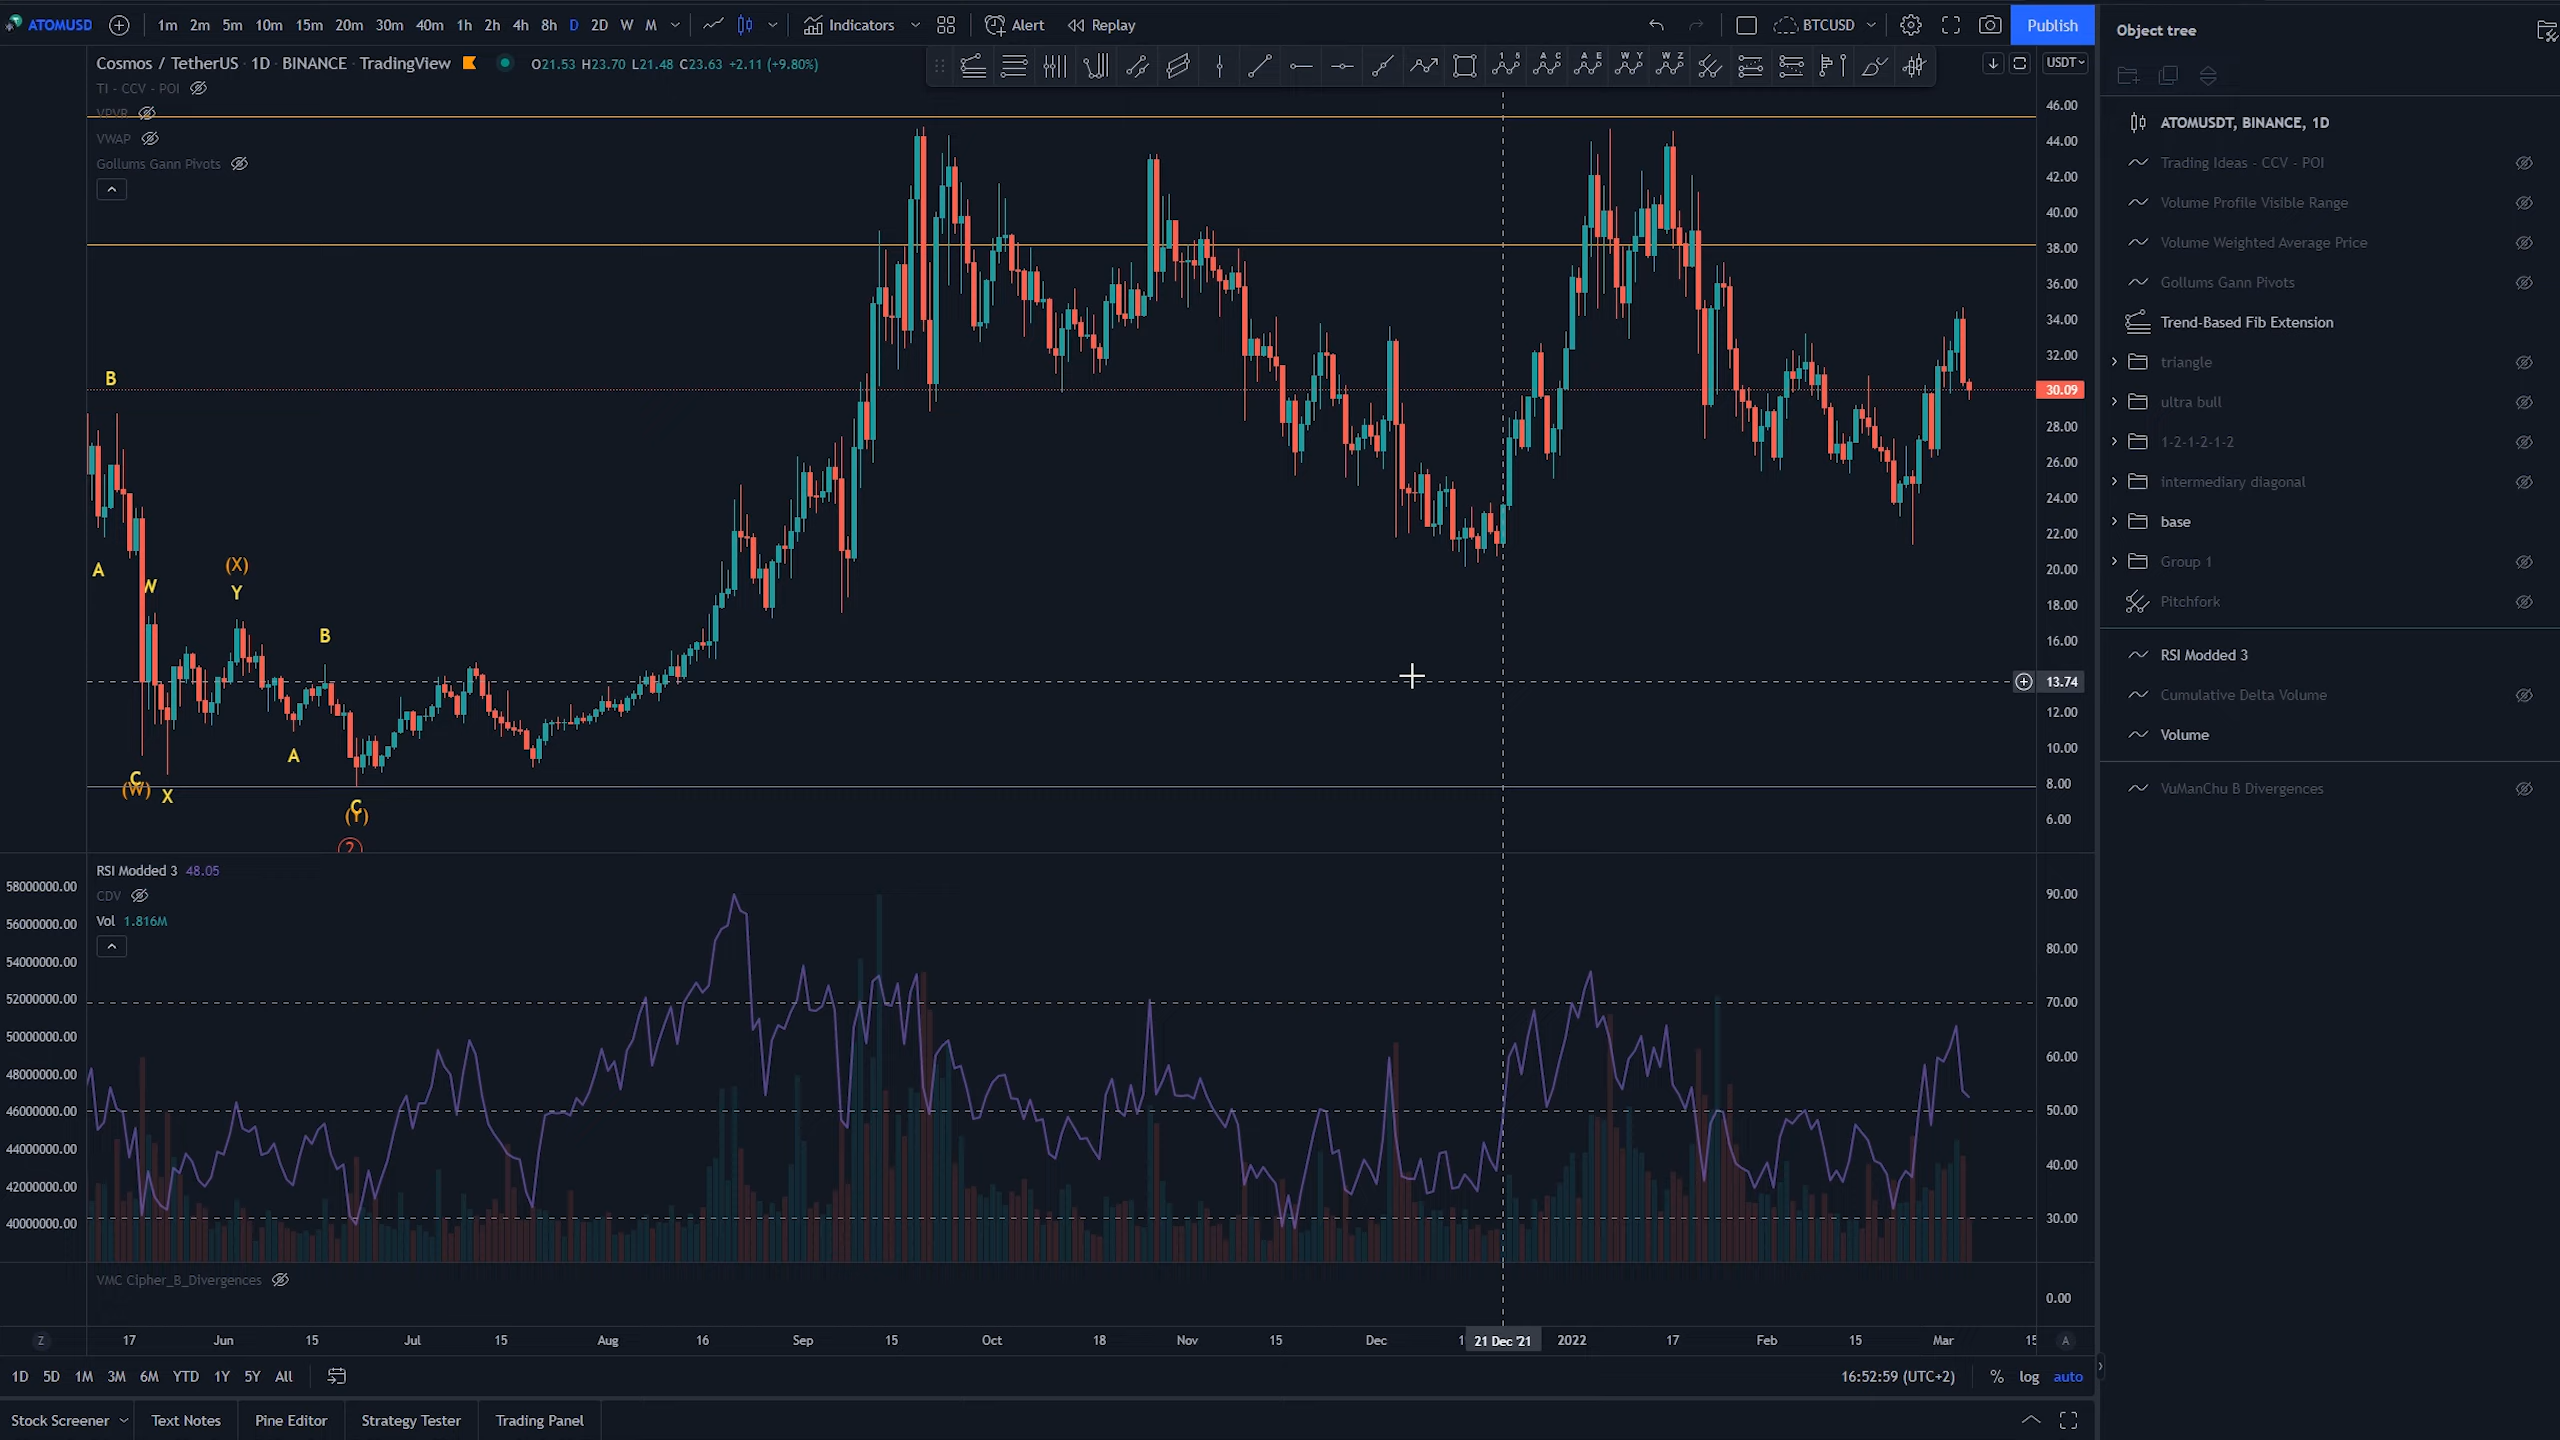 ATOMUSD 1m 2m 5m 10m 15m 20m 30m 40m 1h 2h 4h 8h D 2D W M Indicators Alert Replay BTCUSD Publish
Object tree
Cosmos / TetherUS · 1D · BINANCE · TradingView O21.53 H23.70 L21.48 C23.63 +2.11 (+9.80%)
USDT
TI - CCV - POI
VPVR
VWAP
Gollums Gann Pivots
46.00
44.00
42.00
40.00
38.00
36.00
34.00
32.00
30.09
28.00
26.00
24.00
22.00
20.00
18.00
16.00
13.74
12.00
10.00
8.00
6.00
B
A
W
(X)
Y
B
A
C
(W)
X
C
(Y)
2
RSI Modded 3 48.05
CDV
Vol 1.816M
58000000.00
56000000.00
54000000.00
52000000.00
50000000.00
48000000.00
46000000.00
44000000.00
42000000.00
40000000.00
90.00
80.00
70.00
60.00
50.00
40.00
30.00
VMC Cipher_B_Divergences
0.00
Z 17 Jun 15 Jul 15 Aug 16 Sep 15 Oct 18 Nov 15 Dec 21 Dec '21 2022 17 Feb 15 Mar 15 A
1D 5D 1M 3M 6M YTD 1Y 5Y All
16:52:59 (UTC+2) % log auto
Stock Screener Text Notes Pine Editor Strategy Tester Trading Panel
ATOMUSDT, BINANCE, 1D
Trading Ideas - CCV - POI
Volume Profile Visible Range
Volume Weighted Average Price
Gollums Gann Pivots
Trend-Based Fib Extension
triangle
ultra bull
1-2-1-2-1-2
intermediary diagonal
base
Group 1
Pitchfork
RSI Modded 3
Cumulative Delta Volume
Volume
VuManChu B Divergences